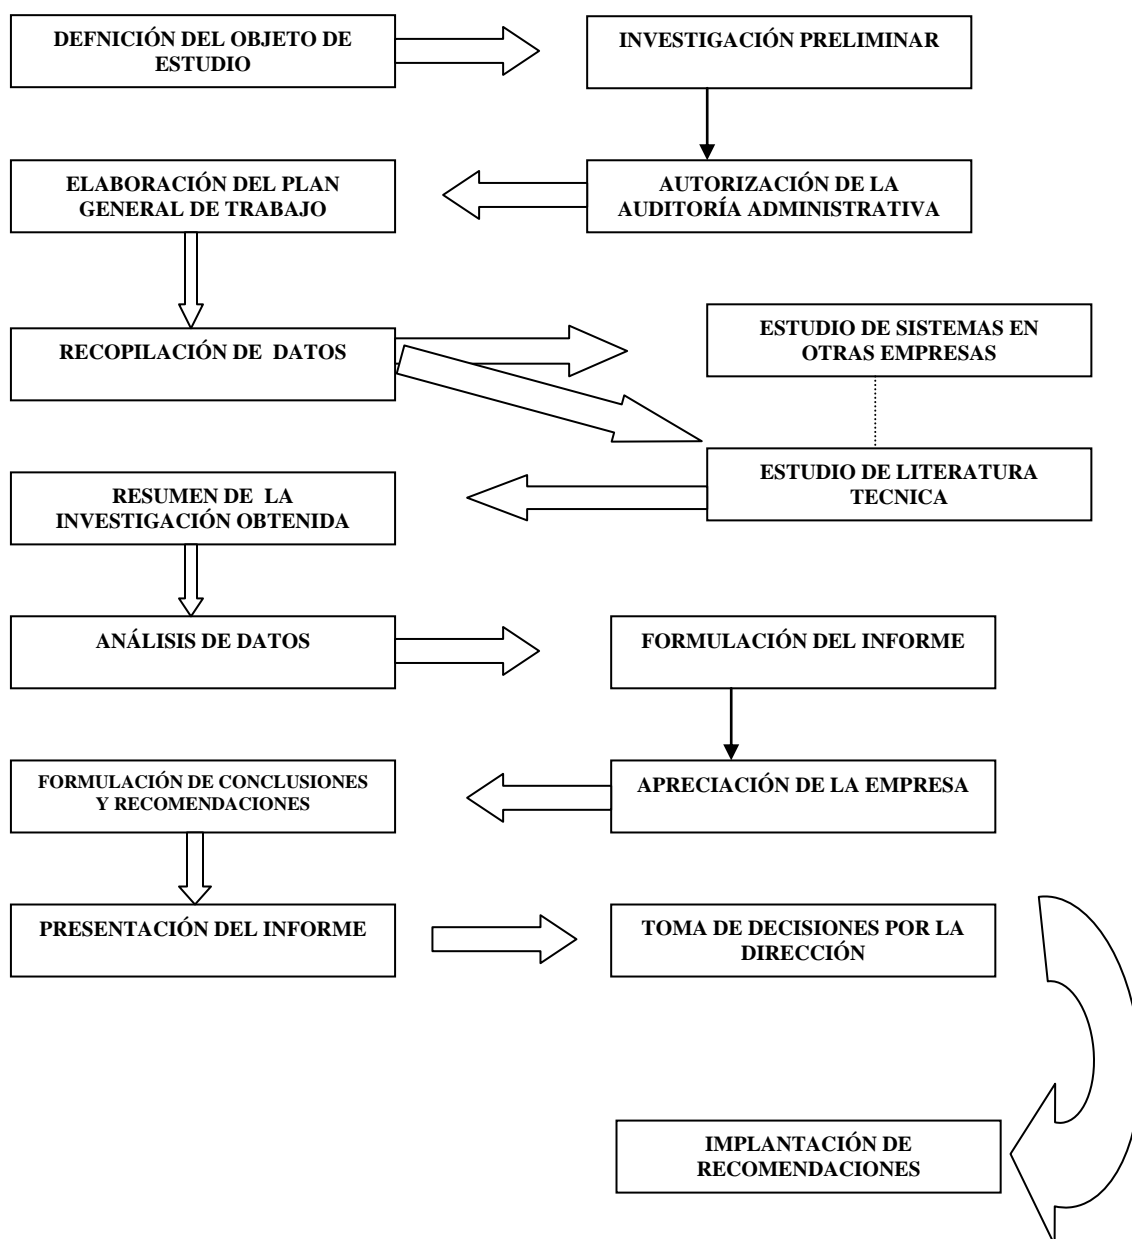 DEFNICIÓN DEL OBJETO DE
ESTUDIO
INVESTIGACIÓN PRELIMINAR
ELABORACIÓN DEL PLAN
GENERAL DE TRABAJO
AUTORIZACIÓN DE LA
AUDITORÍA ADMINISTRATIVA
RECOPILACIÓN DE DATOS
ESTUDIO DE SISTEMAS EN
OTRAS EMPRESAS
ESTUDIO DE LITERATURA
TECNICA
RESUMEN DE LA
INVESTIGACIÓN OBTENIDA
ANÁLISIS DE DATOS
FORMULACIÓN DEL INFORME
FORMULACIÓN DE CONCLUSIONES
Y RECOMENDACIONES
APRECIACIÓN DE LA EMPRESA
PRESENTACIÓN DEL INFORME
TOMA DE DECISIONES POR LA
DIRECCIÓN
IMPLANTACIÓN DE
RECOMENDACIONES